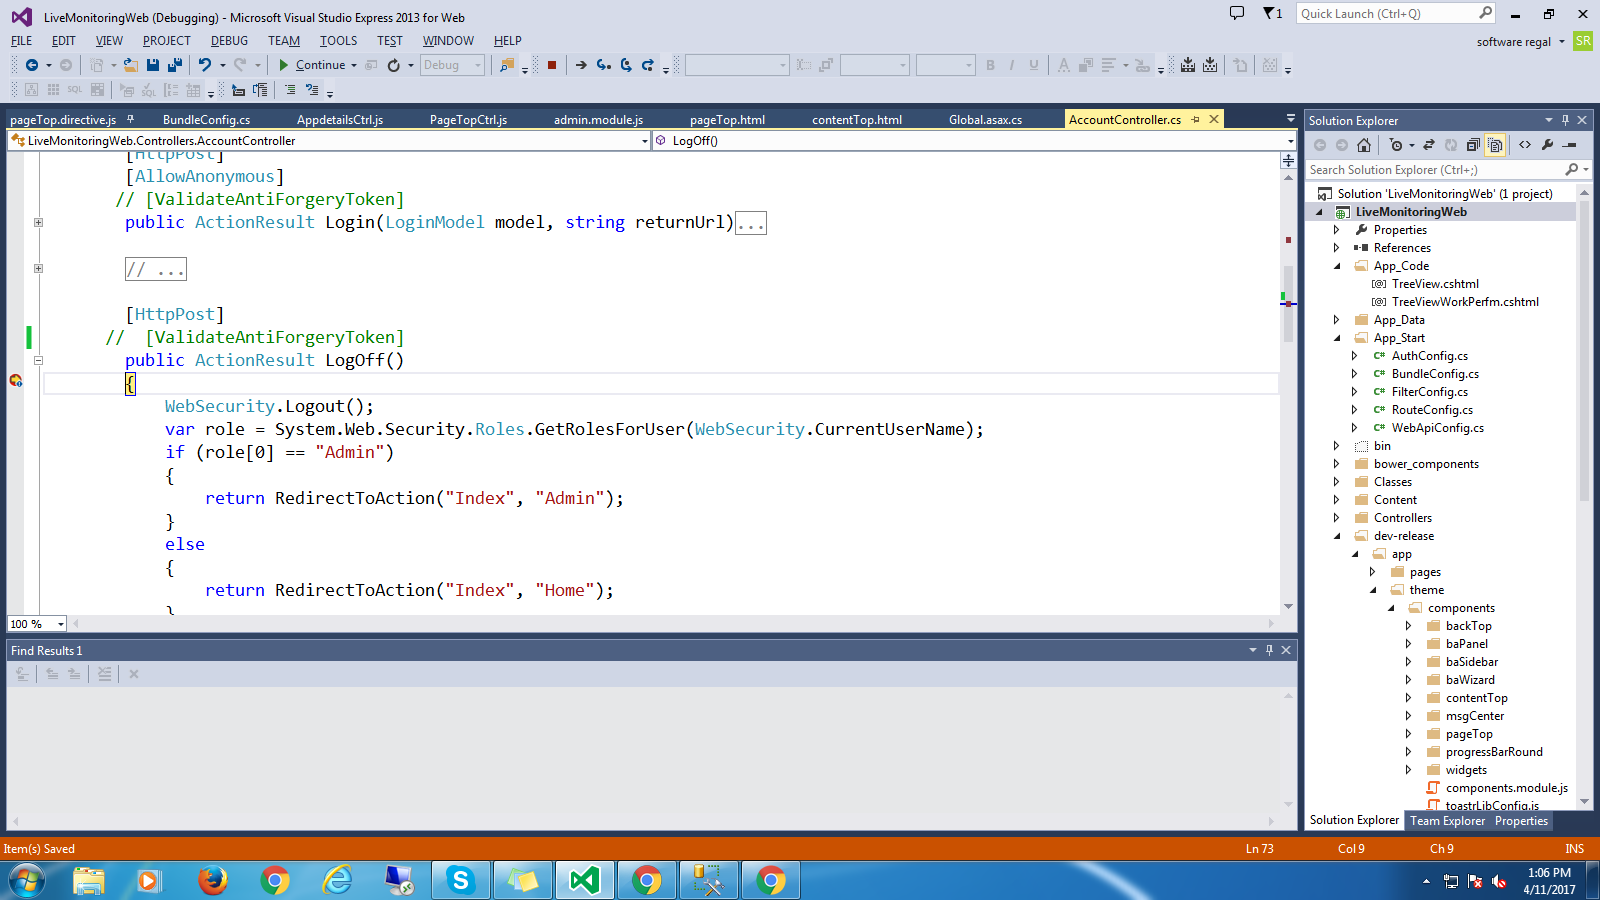 LiveMonitoringWeb (Debugging) - Microsoft Visual Studio Express 2013 for Web
1
Quick Launch (Ctrl+Q)
FILE EDIT VIEW PROJECT DEBUG TEAM TOOLS TEST WINDOW HELP
software regal SR
Continue Debug
B I U A
SQL SQL
pageTop.directive.js BundleConfig.cs AppdetailsCtrl.js PageTopCtrl.js admin.module.js pageTop.html contentTop.html Global.asax.cs AccountController.cs
LiveMonitoringWeb.Controllers.AccountController LogOff()
[HttpPost]
[AllowAnonymous]
// [ValidateAntiForgeryToken]
public ActionResult Login(LoginModel model, string returnUrl)...
// ...
[HttpPost]
// [ValidateAntiForgeryToken]
public ActionResult LogOff()
{
WebSecurity.Logout();
var role = System.Web.Security.Roles.GetRolesForUser(WebSecurity.CurrentUserName);
if (role[0] == "Admin")
{
return RedirectToAction("Index", "Admin");
}
else
{
return RedirectToAction("Index", "Home");
}
100 %
Find Results 1
Solution Explorer
Search Solution Explorer (Ctrl+;)
Solution 'LiveMonitoringWeb' (1 project)
LiveMonitoringWeb
Properties
References
App_Code
[@] TreeView.cshtml
[@] TreeViewWorkPerfm.cshtml
App_Data
App_Start
C# AuthConfig.cs
C# BundleConfig.cs
C# FilterConfig.cs
C# RouteConfig.cs
C# WebApiConfig.cs
bin
bower_components
Classes
Content
Controllers
dev-release
app
pages
theme
components
backTop
baPanel
baSidebar
baWizard
contentTop
msgCenter
pageTop
progressBarRound
widgets
components.module.js
toastrLibConfig.js
Solution Explorer Team Explorer Properties
Item(s) Saved Ln 73 Col 9 Ch 9 INS
1:06 PM
4/11/2017